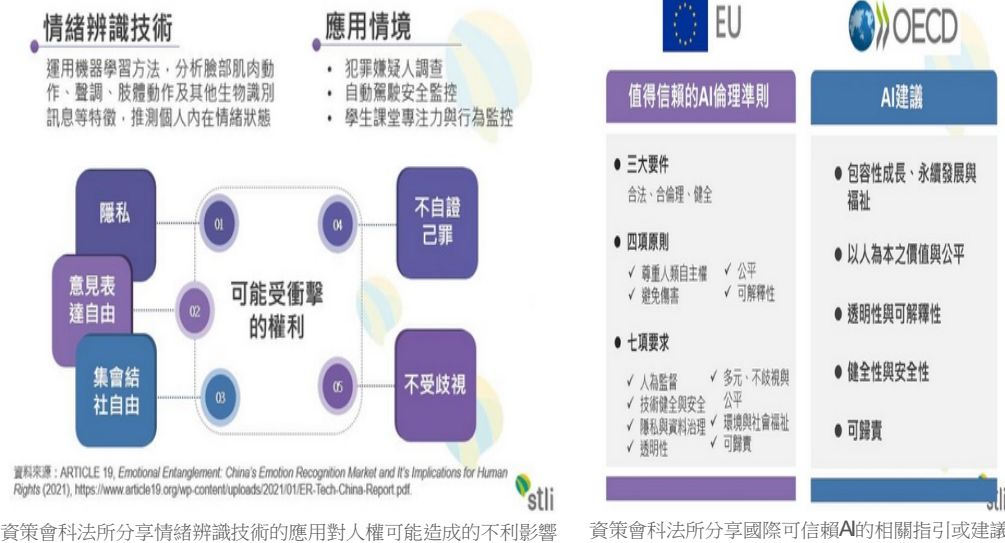 情緒辨識技術
運用機器學習方法，分析臉部肌肉動
作、聲調、肢體動作及其他生物識別
訊息等特徵，推測個人內在情緒狀態
應用情境
• 犯罪嫌疑人調查
• 自動駕駛安全監控
• 學生課堂專注力與行為監控
隱私
意見表
達自由
集會結
社自由
01
02
03
可能受衝擊
的權利
04
05
不自證
己罪
不受歧視
資料來源：ARTICLE 19, Emotional Entanglement: China's Emotion Recognition Market and It's Implications for Human
Rights (2021), https://www.article19.org/wp-content/uploads/2021/01/ER-Tech-China-Report.pdf.
stli
資策會科法所分享情緒辨識技術的應用對人權可能造成的不利影響
EU
值得信賴的AI倫理準則
● 三大要件
合法、合倫理、健全
● 四項原則
✓ 尊重人類自主權
✓ 避免傷害
✓ 公平
✓ 可解釋性
● 七項要求
✓ 人為監督
✓ 技術健全與安全
✓ 隱私與資料治理
✓ 透明性
✓ 多元、不歧視與
公平
✓ 環境與社會福祉
✓ 可歸責
OECD
AI建議
● 包容性成長、永續發展與
福祉
● 以人為本之價值與公平
● 透明性與可解釋性
● 健全性與安全性
● 可歸責
stli
資策會科法所分享國際可信賴AI的相關指引或建議